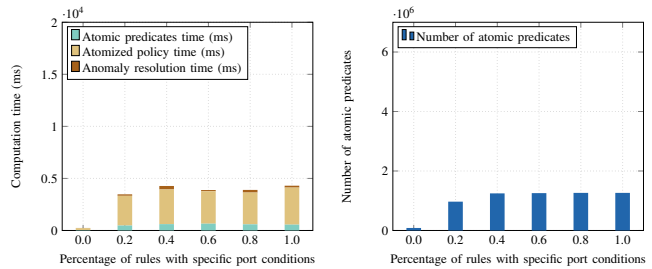 ·10⁴
2
1.5
1
0.5
0
Computation time (ms)
Atomic predicates time (ms)
Atomized policy time (ms)
Anomaly resolution time (ms)
0.0 0.2 0.4 0.6 0.8 1.0
Percentage of rules with specific port conditions
·10⁶
6
4
2
0
Number of atomic predicates
Number of atomic predicates
0.0 0.2 0.4 0.6 0.8 1.0
Percentage of rules with specific port conditions